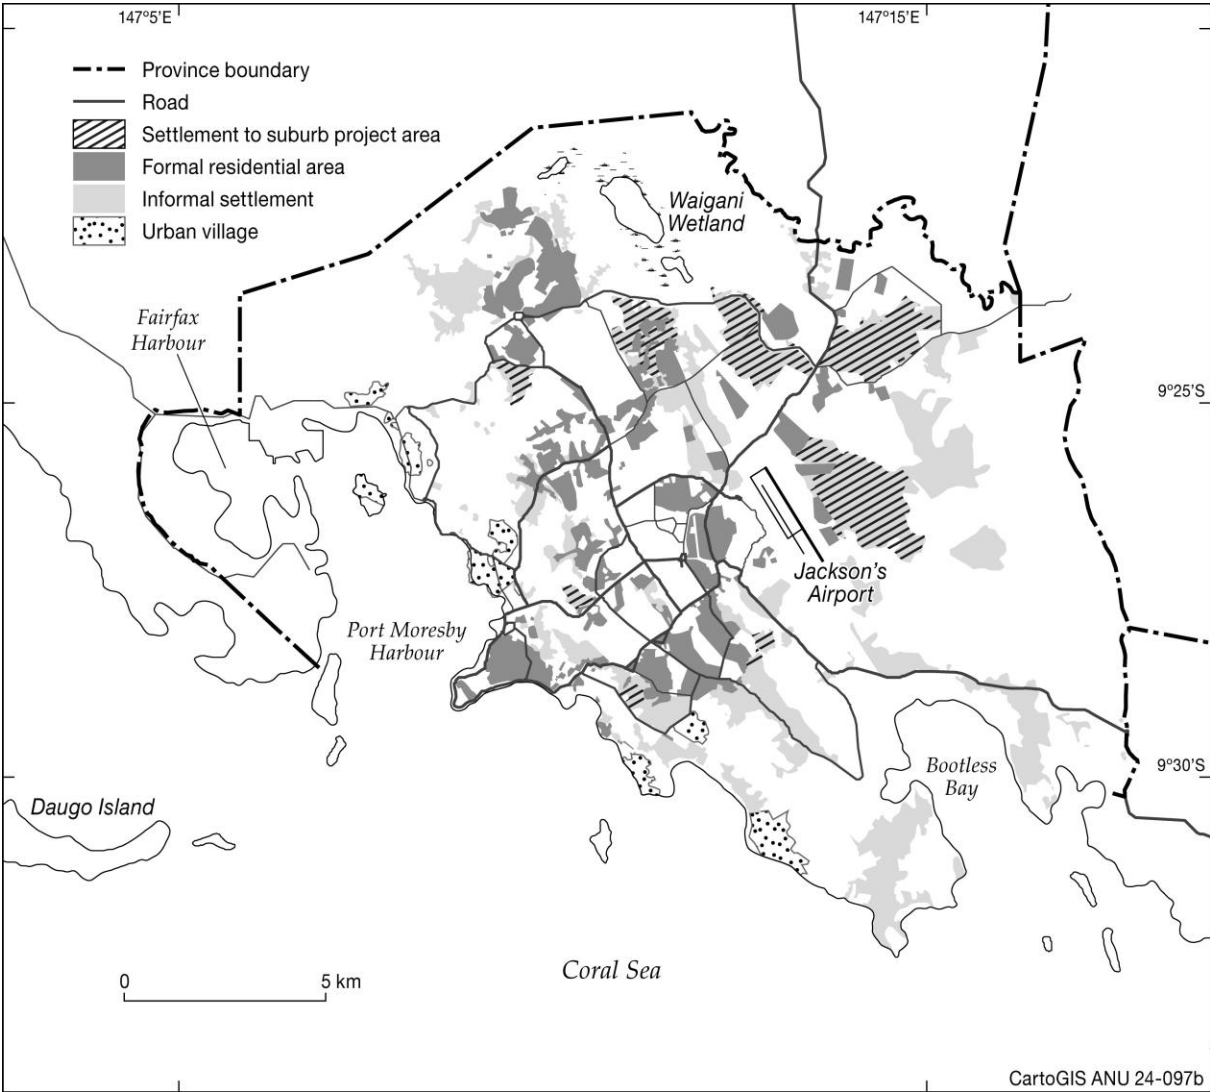 147°5'E
147°15'E
Province boundary
Road
Settlement to suburb project area
Formal residential area
Informal settlement
Urban village
Waigani
Wetland
Fairfax
Harbour
9°25'S
Jackson's
Airport
Port Moresby
Harbour
Bootless
Bay
9°30'S
Daugo Island
Coral Sea
0
5 km
CartoGIS ANU 24-097b